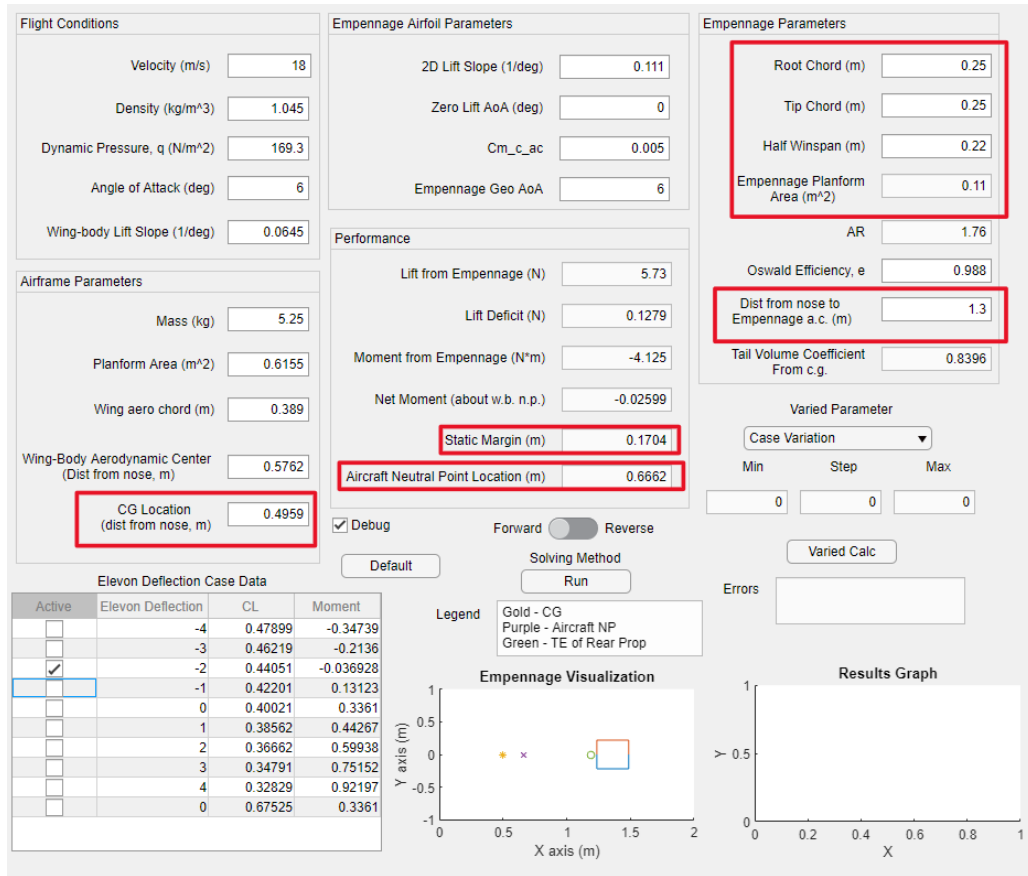 Flight Conditions
Velocity (m/s) 18
Density (kg/m^3) 1.045
Dynamic Pressure, q (N/m^2) 169.3
Angle of Attack (deg) 6
Wing-body Lift Slope (1/deg) 0.0645
Airframe Parameters
Mass (kg) 5.25
Planform Area (m^2) 0.6155
Wing aero chord (m) 0.389
Wing-Body Aerodynamic Center
(Dist from nose, m) 0.5762
CG Location
(dist from nose, m) 0.4959
Empennage Airfoil Parameters
2D Lift Slope (1/deg) 0.111
Zero Lift AoA (deg) 0
Cm_c_ac 0.005
Empennage Geo AoA 6
Performance
Lift from Empennage (N) 5.73
Lift Deficit (N) 0.1279
Moment from Empennage (N*m) -4.125
Net Moment (about w.b. n.p.) -0.02599
Static Margin (m) 0.1704
Aircraft Neutral Point Location (m) 0.6662
Empennage Parameters
Root Chord (m) 0.25
Tip Chord (m) 0.25
Half Winspan (m) 0.22
Empennage Planform
Area (m^2) 0.11
AR 1.76
Oswald Efficiency, e 0.988
Dist from nose to
Empennage a.c. (m) 1.3
Tail Volume Coefficient
From c.g. 0.8396
Varied Parameter
Case Variation
Min Step Max
0 0 0
Varied Calc
Errors
Debug
Forward Reverse
Solving Method
Default
Run
Legend
Gold - CG
Purple - Aircraft NP
Green - TE of Rear Prop
Elevon Deflection Case Data
Active Elevon Deflection CL Moment
-4 0.47899 -0.34739
-3 0.46219 -0.2136
-2 0.44051 -0.036928
-1 0.42201 0.13123
0 0.40021 0.3361
1 0.38562 0.44267
2 0.36662 0.59938
3 0.34791 0.75152
4 0.32829 0.92197
0 0.67525 0.3361
Empennage Visualization
Y axis (m)
1
0.5
0
-0.5
-1
0 0.5 1 1.5 2
X axis (m)
Results Graph
Y
1
0.5
0
0 0.2 0.4 0.6 0.8 1
X